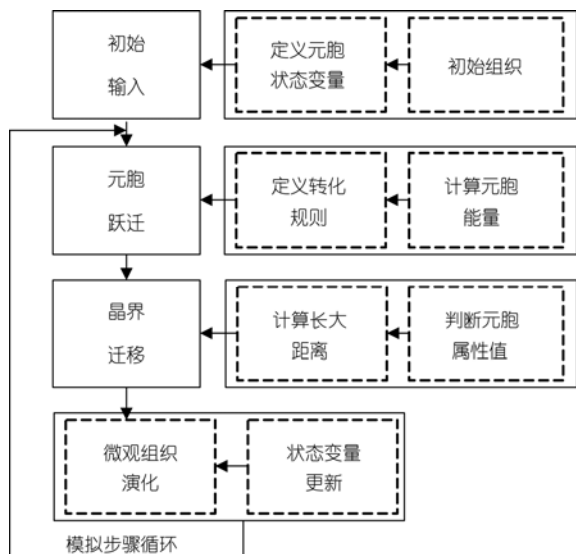 初始
输入
定义元胞
状态变量
初始组织
元胞
跃迁
定义转化
规则
计算元胞
能量
晶界
迁移
计算长大
距离
判断元胞
属性值
微观组织
演化
状态变量
更新
模拟步骤循环